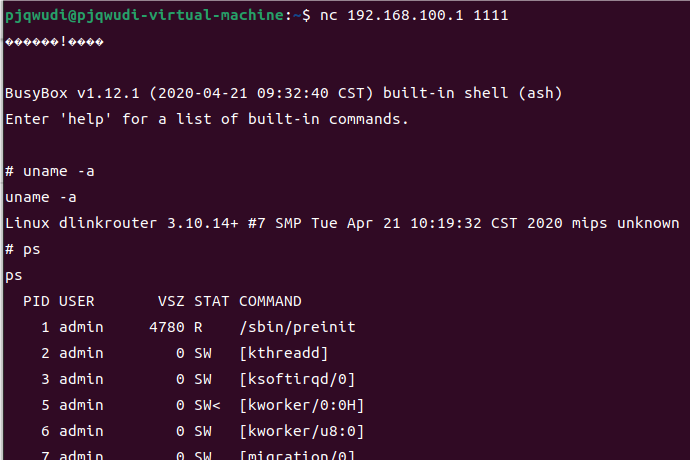 pjqwudi@pjqwudi-virtual-machine:~$ nc 192.168.100.1 1111
������!����
BusyBox v1.12.1 (2020-04-21 09:32:40 CST) built-in shell (ash)
Enter 'help' for a list of built-in commands.
# uname -a
uname -a
Linux dlinkrouter 3.10.14+ #7 SMP Tue Apr 21 10:19:32 CST 2020 mips unknown
# ps
ps
PID USER VSZ STAT COMMAND
1 admin 4780 R /sbin/preinit
2 admin 0 SW [kthreadd]
3 admin 0 SW [ksoftirqd/0]
5 admin 0 SW< [kworker/0:0H]
6 admin 0 SW [kworker/u8:0]
7 admin 0 SW [migration/0]